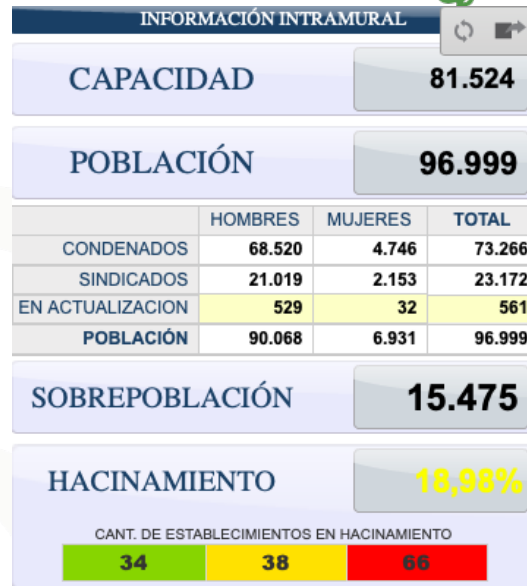 INFORMACIÓN INTRAMURAL
CAPACIDAD 81.524
POBLACIÓN 96.999
HOMBRES MUJERES TOTAL
CONDENADOS 68.520 4.746 73.266
SINDICADOS 21.019 2.153 23.172
EN ACTUALIZACION 529 32 561
POBLACIÓN 90.068 6.931 96.999
SOBREPOBLACIÓN 15.475
HACINAMIENTO 18,98%
CANT. DE ESTABLECIMIENTOS EN HACINAMIENTO
34 38 66